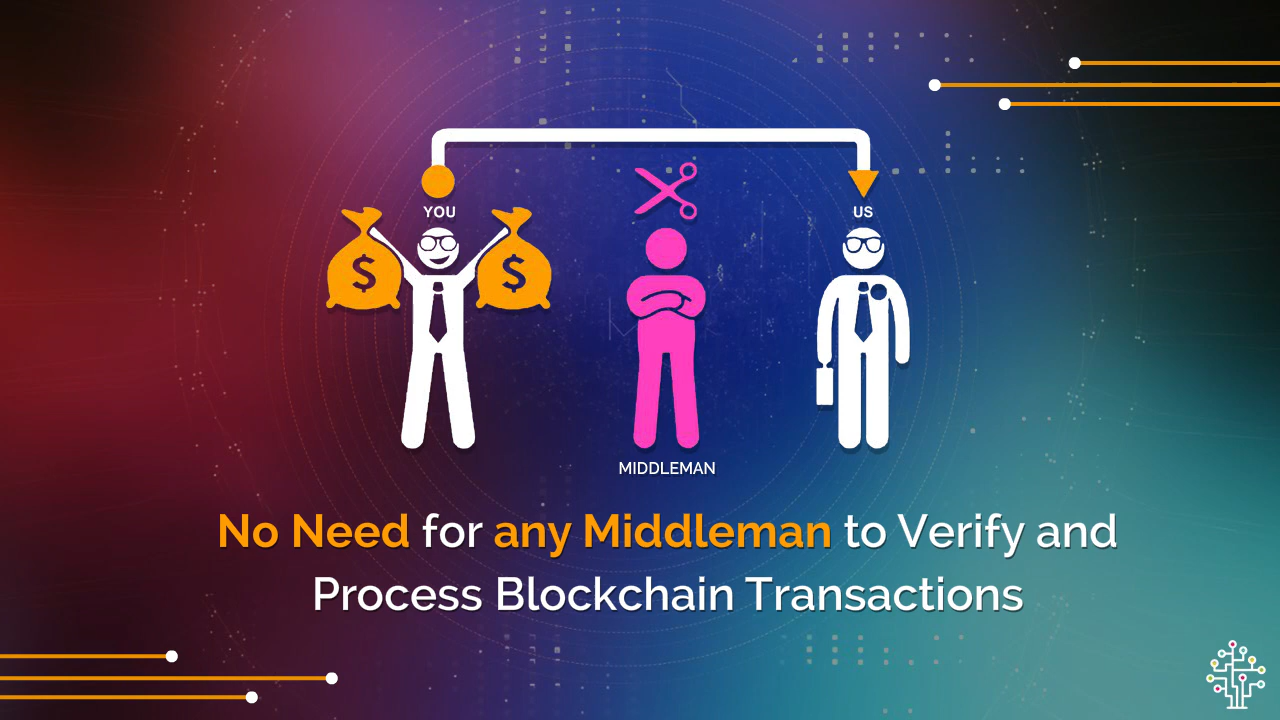 YOU
US
$
$
MIDDLEMAN
No Need for any Middleman to Verify and
Process Blockchain Transactions